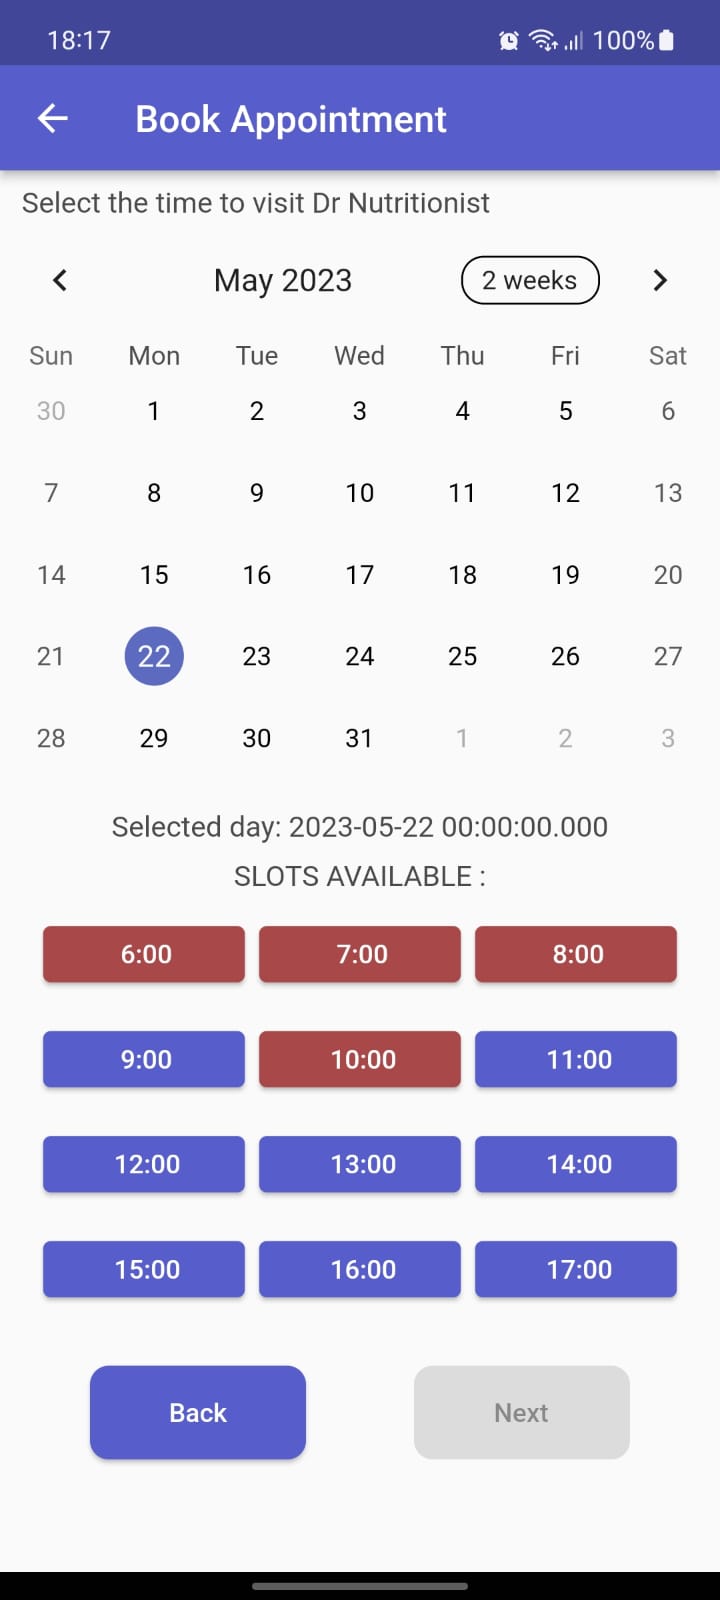 18:17 100%
Book Appointment
Select the time to visit Dr Nutritionist
May 2023 2 weeks
Sun Mon Tue Wed Thu Fri Sat
30 1 2 3 4 5 6
7 8 9 10 11 12 13
14 15 16 17 18 19 20
21 22 23 24 25 26 27
28 29 30 31 1 2 3
Selected day: 2023-05-22 00:00:00.000
SLOTS AVAILABLE :
6:00 7:00 8:00
9:00 10:00 11:00
12:00 13:00 14:00
15:00 16:00 17:00
Back Next